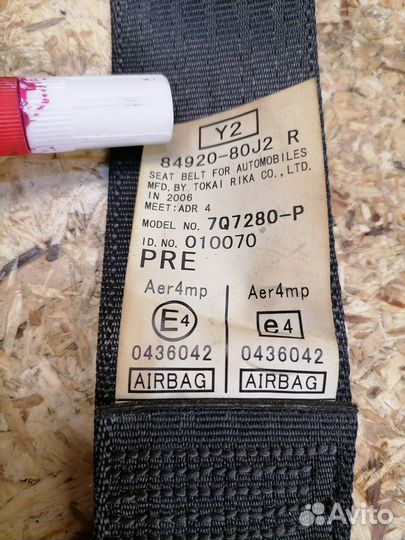 Y2
84920-80J2 R
SEAT BELT FOR AUTOMOBILES
MFD. BY TOKAI RIKA CO., LTD.
IN 2006
MEET:ADR 4
MODEL NO. 7Q7280-P
ID. NO. 010070
PRE
Aer4mp Aer4mp
E4 e4
0436042 0436042
AIRBAG AIRBAG
Avito